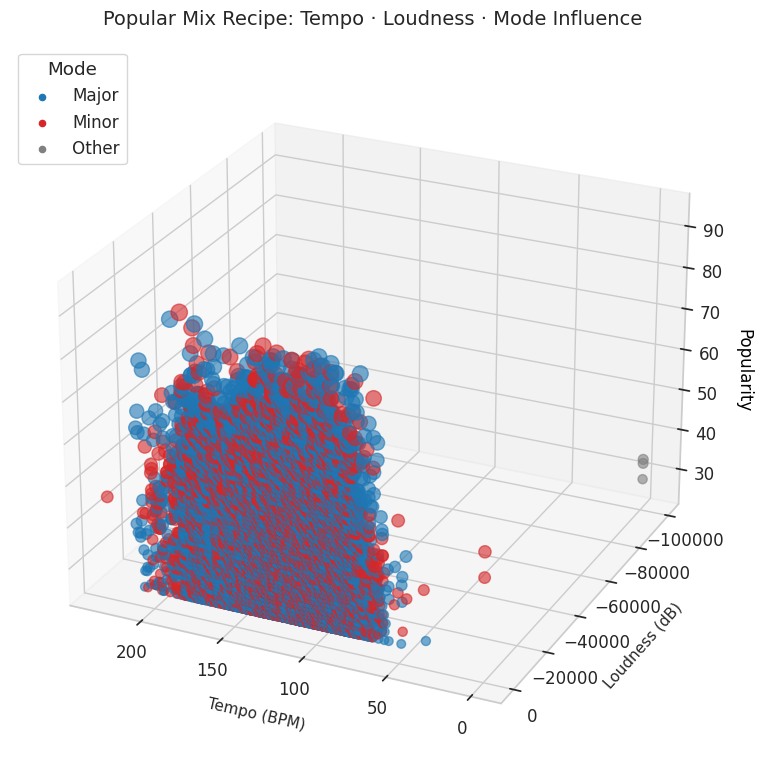 Popular Mix Recipe: Tempo · Loudness · Mode Influence
Mode
Major
Minor
Other
90
80
70
60
50
40
30
Popularity
−100000
−80000
−60000
−40000
−20000
0
Loudness (dB)
200
150
100
50
0
Tempo (BPM)